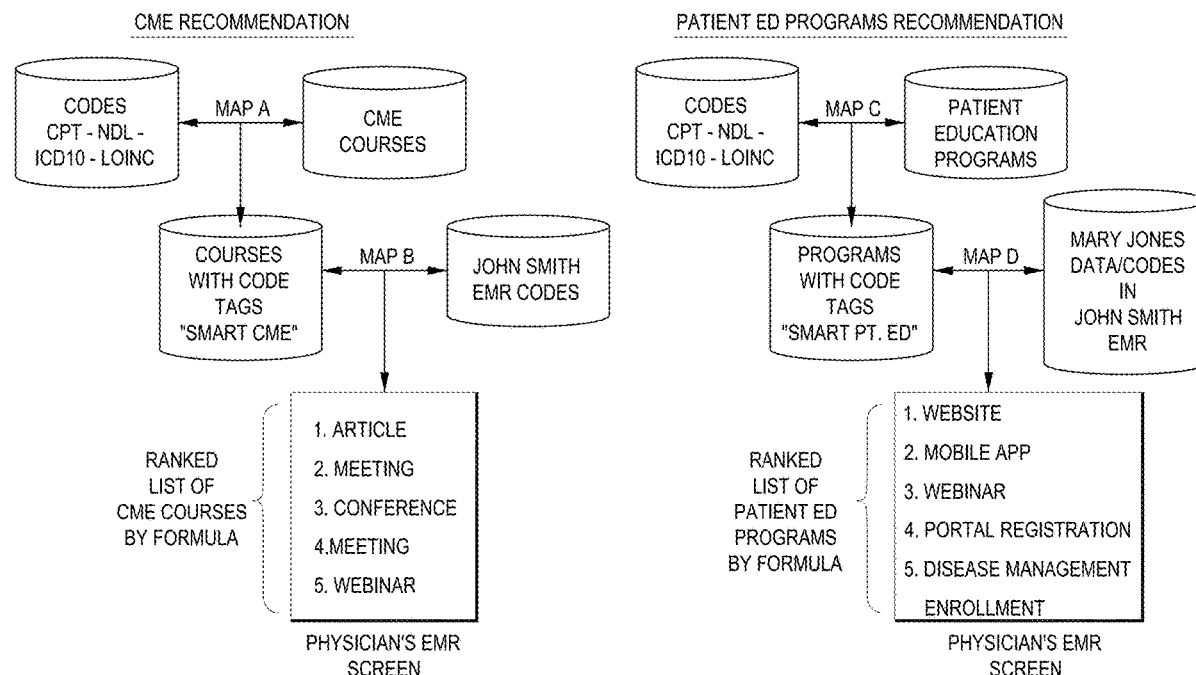 CME RECOMMENDATION
CODES
CPT - NDL -
ICD10 - LOINC
MAP A
CME
COURSES
COURSES
WITH CODE
TAGS
"SMART CME"
MAP B
JOHN SMITH
EMR CODES
RANKED
LIST OF
CME COURSES
BY FORMULA
1. ARTICLE
2. MEETING
3. CONFERENCE
4.MEETING
5. WEBINAR
PHYSICIAN'S EMR
SCREEN
PATIENT ED PROGRAMS RECOMMENDATION
CODES
CPT - NDL -
ICD10 - LOINC
MAP C
PATIENT
EDUCATION
PROGRAMS
PROGRAMS
WITH CODE
TAGS
"SMART PT. ED"
MAP D
MARY JONES
DATA/CODES
IN
JOHN SMITH
EMR
RANKED
LIST OF
PATIENT ED
PROGRAMS
BY FORMULA
1. WEBSITE
2. MOBILE APP
3. WEBINAR
4. PORTAL REGISTRATION
5. DISEASE MANAGEMENT
ENROLLMENT
PHYSICIAN'S EMR
SCREEN